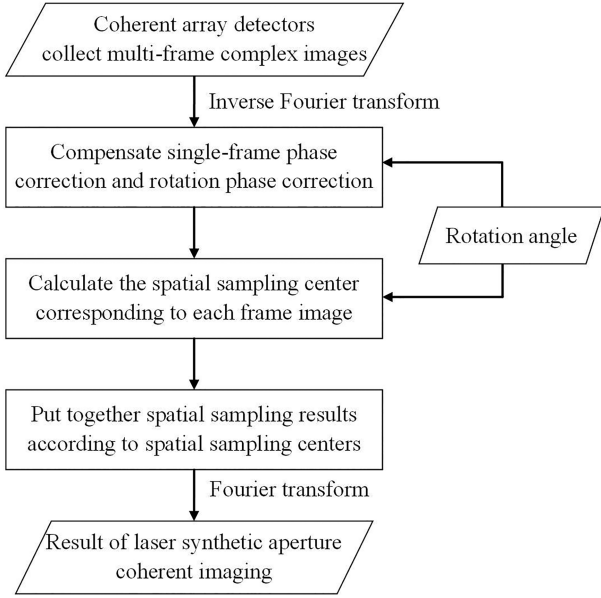 Coherent array detectors
collect multi-frame complex images
Inverse Fourier transform
Compensate single-frame phase
correction and rotation phase correction
Rotation angle
Calculate the spatial sampling center
corresponding to each frame image
Put together spatial sampling results
according to spatial sampling centers
Fourier transform
Result of laser synthetic aperture
coherent imaging